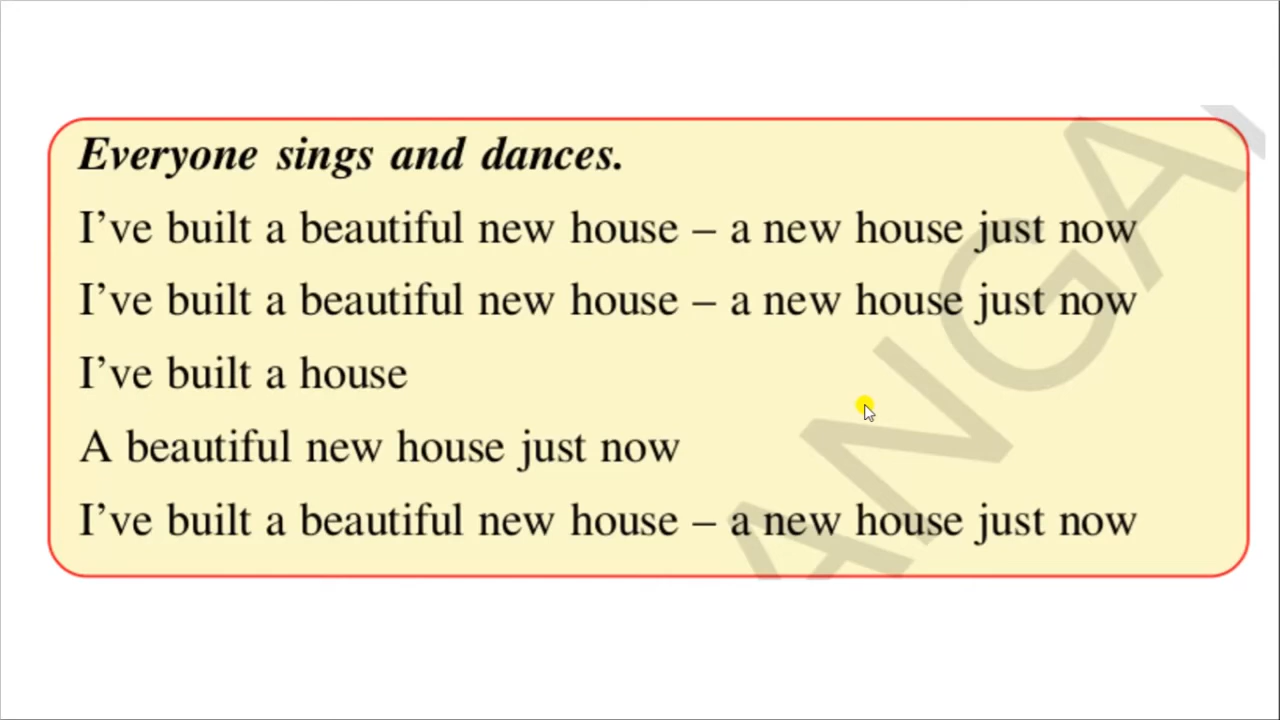 Everyone sings and dances.
I’ve built a beautiful new house – a new house just now
I’ve built a beautiful new house – a new house just now
I’ve built a house
A beautiful new house just now
I’ve built a beautiful new house – a new house just now